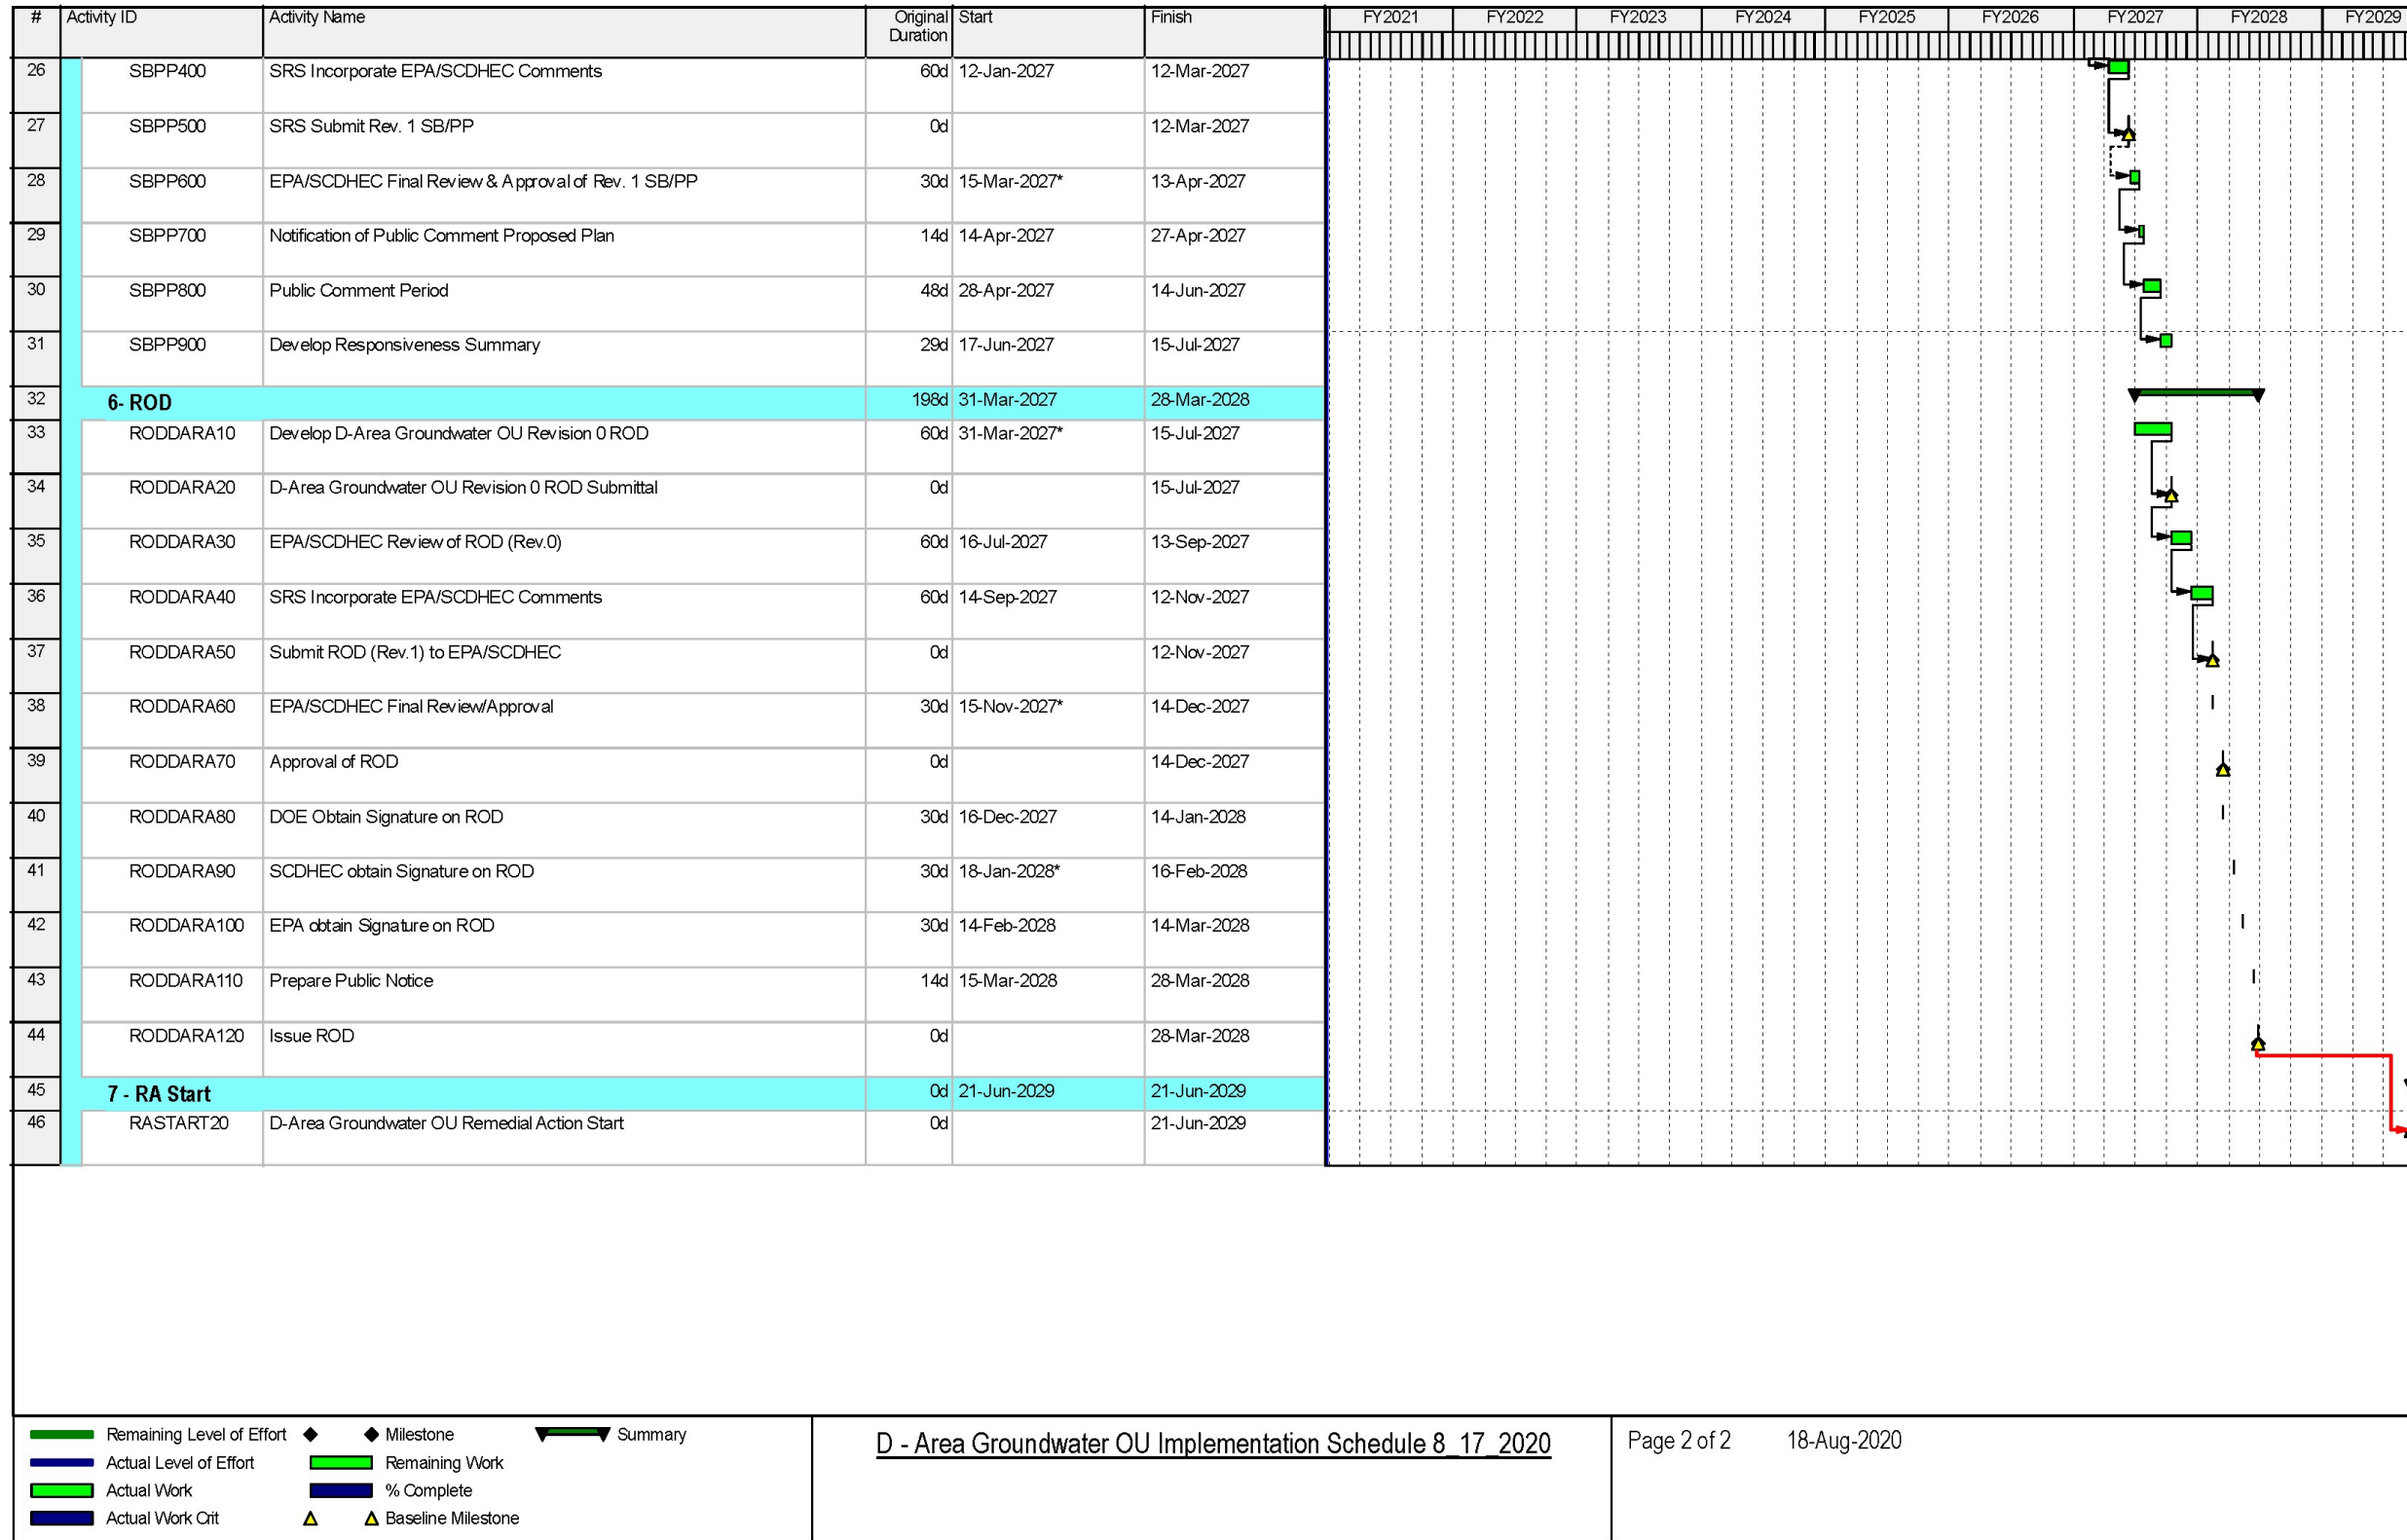 # Activity ID Activity Name Original Duration Start Finish FY2021 FY2022 FY2023 FY2024 FY2025 FY2026 FY2027 FY2028 FY2029
26 SBPP400 SRS Incorporate EPA/SCDHEC Comments 60d 12-Jan-2027 12-Mar-2027
27 SBPP500 SRS Submit Rev. 1 SB/PP 0d 12-Mar-2027
28 SBPP600 EPA/SCDHEC Final Review & Approval of Rev. 1 SB/PP 30d 15-Mar-2027* 13-Apr-2027
29 SBPP700 Notification of Public Comment Proposed Plan 14d 14-Apr-2027 27-Apr-2027
30 SBPP800 Public Comment Period 48d 28-Apr-2027 14-Jun-2027
31 SBPP900 Develop Responsiveness Summary 29d 17-Jun-2027 15-Jul-2027
32 6- ROD 198d 31-Mar-2027 28-Mar-2028
33 RODDARA10 Develop D-Area Groundwater OU Revision 0 ROD 60d 31-Mar-2027* 15-Jul-2027
34 RODDARA20 D-Area Groundwater OU Revision 0 ROD Submittal 0d 15-Jul-2027
35 RODDARA30 EPA/SCDHEC Review of ROD (Rev.0) 60d 16-Jul-2027 13-Sep-2027
36 RODDARA40 SRS Incorporate EPA/SCDHEC Comments 60d 14-Sep-2027 12-Nov-2027
37 RODDARA50 Submit ROD (Rev.1) to EPA/SCDHEC 0d 12-Nov-2027
38 RODDARA60 EPA/SCDHEC Final Review/Approval 30d 15-Nov-2027* 14-Dec-2027
39 RODDARA70 Approval of ROD 0d 14-Dec-2027
40 RODDARA80 DOE Obtain Signature on ROD 30d 16-Dec-2027 14-Jan-2028
41 RODDARA90 SCDHEC obtain Signature on ROD 30d 18-Jan-2028* 16-Feb-2028
42 RODDARA100 EPA obtain Signature on ROD 30d 14-Feb-2028 14-Mar-2028
43 RODDARA110 Prepare Public Notice 14d 15-Mar-2028 28-Mar-2028
44 RODDARA120 Issue ROD 0d 28-Mar-2028
45 7 - RA Start 0d 21-Jun-2029 21-Jun-2029
46 RASTART20 D-Area Groundwater OU Remedial Action Start 0d 21-Jun-2029
Remaining Level of Effort Milestone Summary
Actual Level of Effort Remaining Work
Actual Work % Complete
Actual Work Crit Baseline Milestone
D - Area Groundwater OU Implementation Schedule 8_17_2020
Page 2 of 2 18-Aug-2020